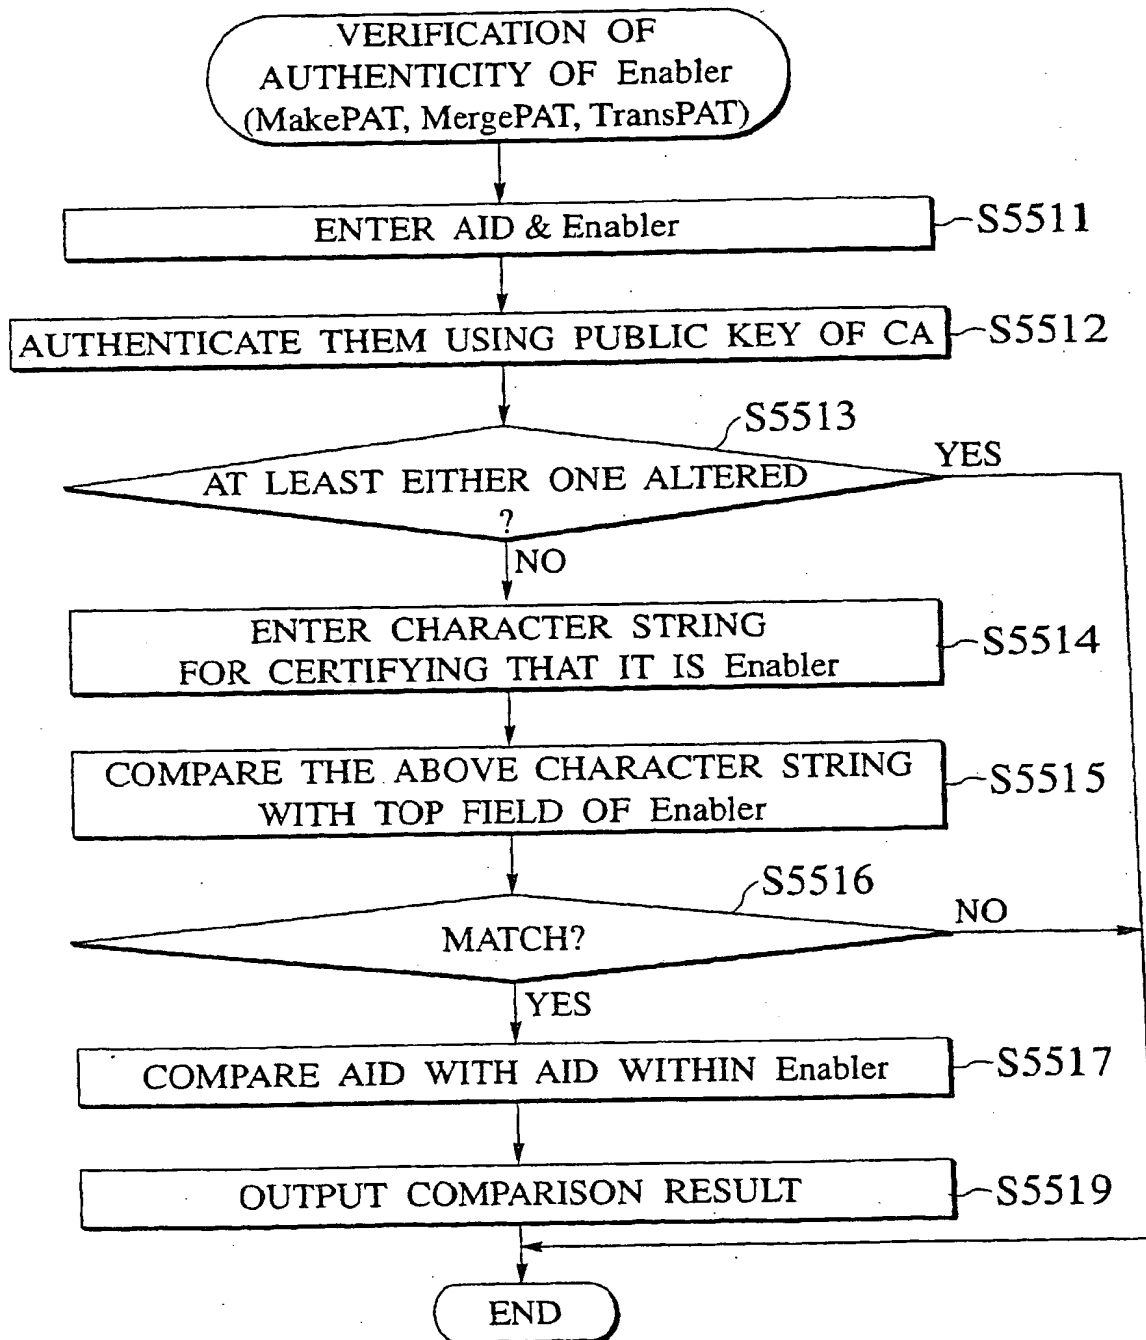 VERIFICATION OF
AUTHENTICITY OF Enabler
(MakePAT, MergePAT, TransPAT)
ENTER AID & Enabler
S5511
AUTHENTICATE THEM USING PUBLIC KEY OF CA
S5512
S5513
AT LEAST EITHER ONE ALTERED
?
YES
NO
ENTER CHARACTER STRING
FOR CERTIFYING THAT IT IS Enabler
S5514
COMPARE THE ABOVE CHARACTER STRING
WITH TOP FIELD OF Enabler
S5515
S5516
MATCH?
NO
YES
COMPARE AID WITH AID WITHIN Enabler
S5517
OUTPUT COMPARISON RESULT
S5519
END